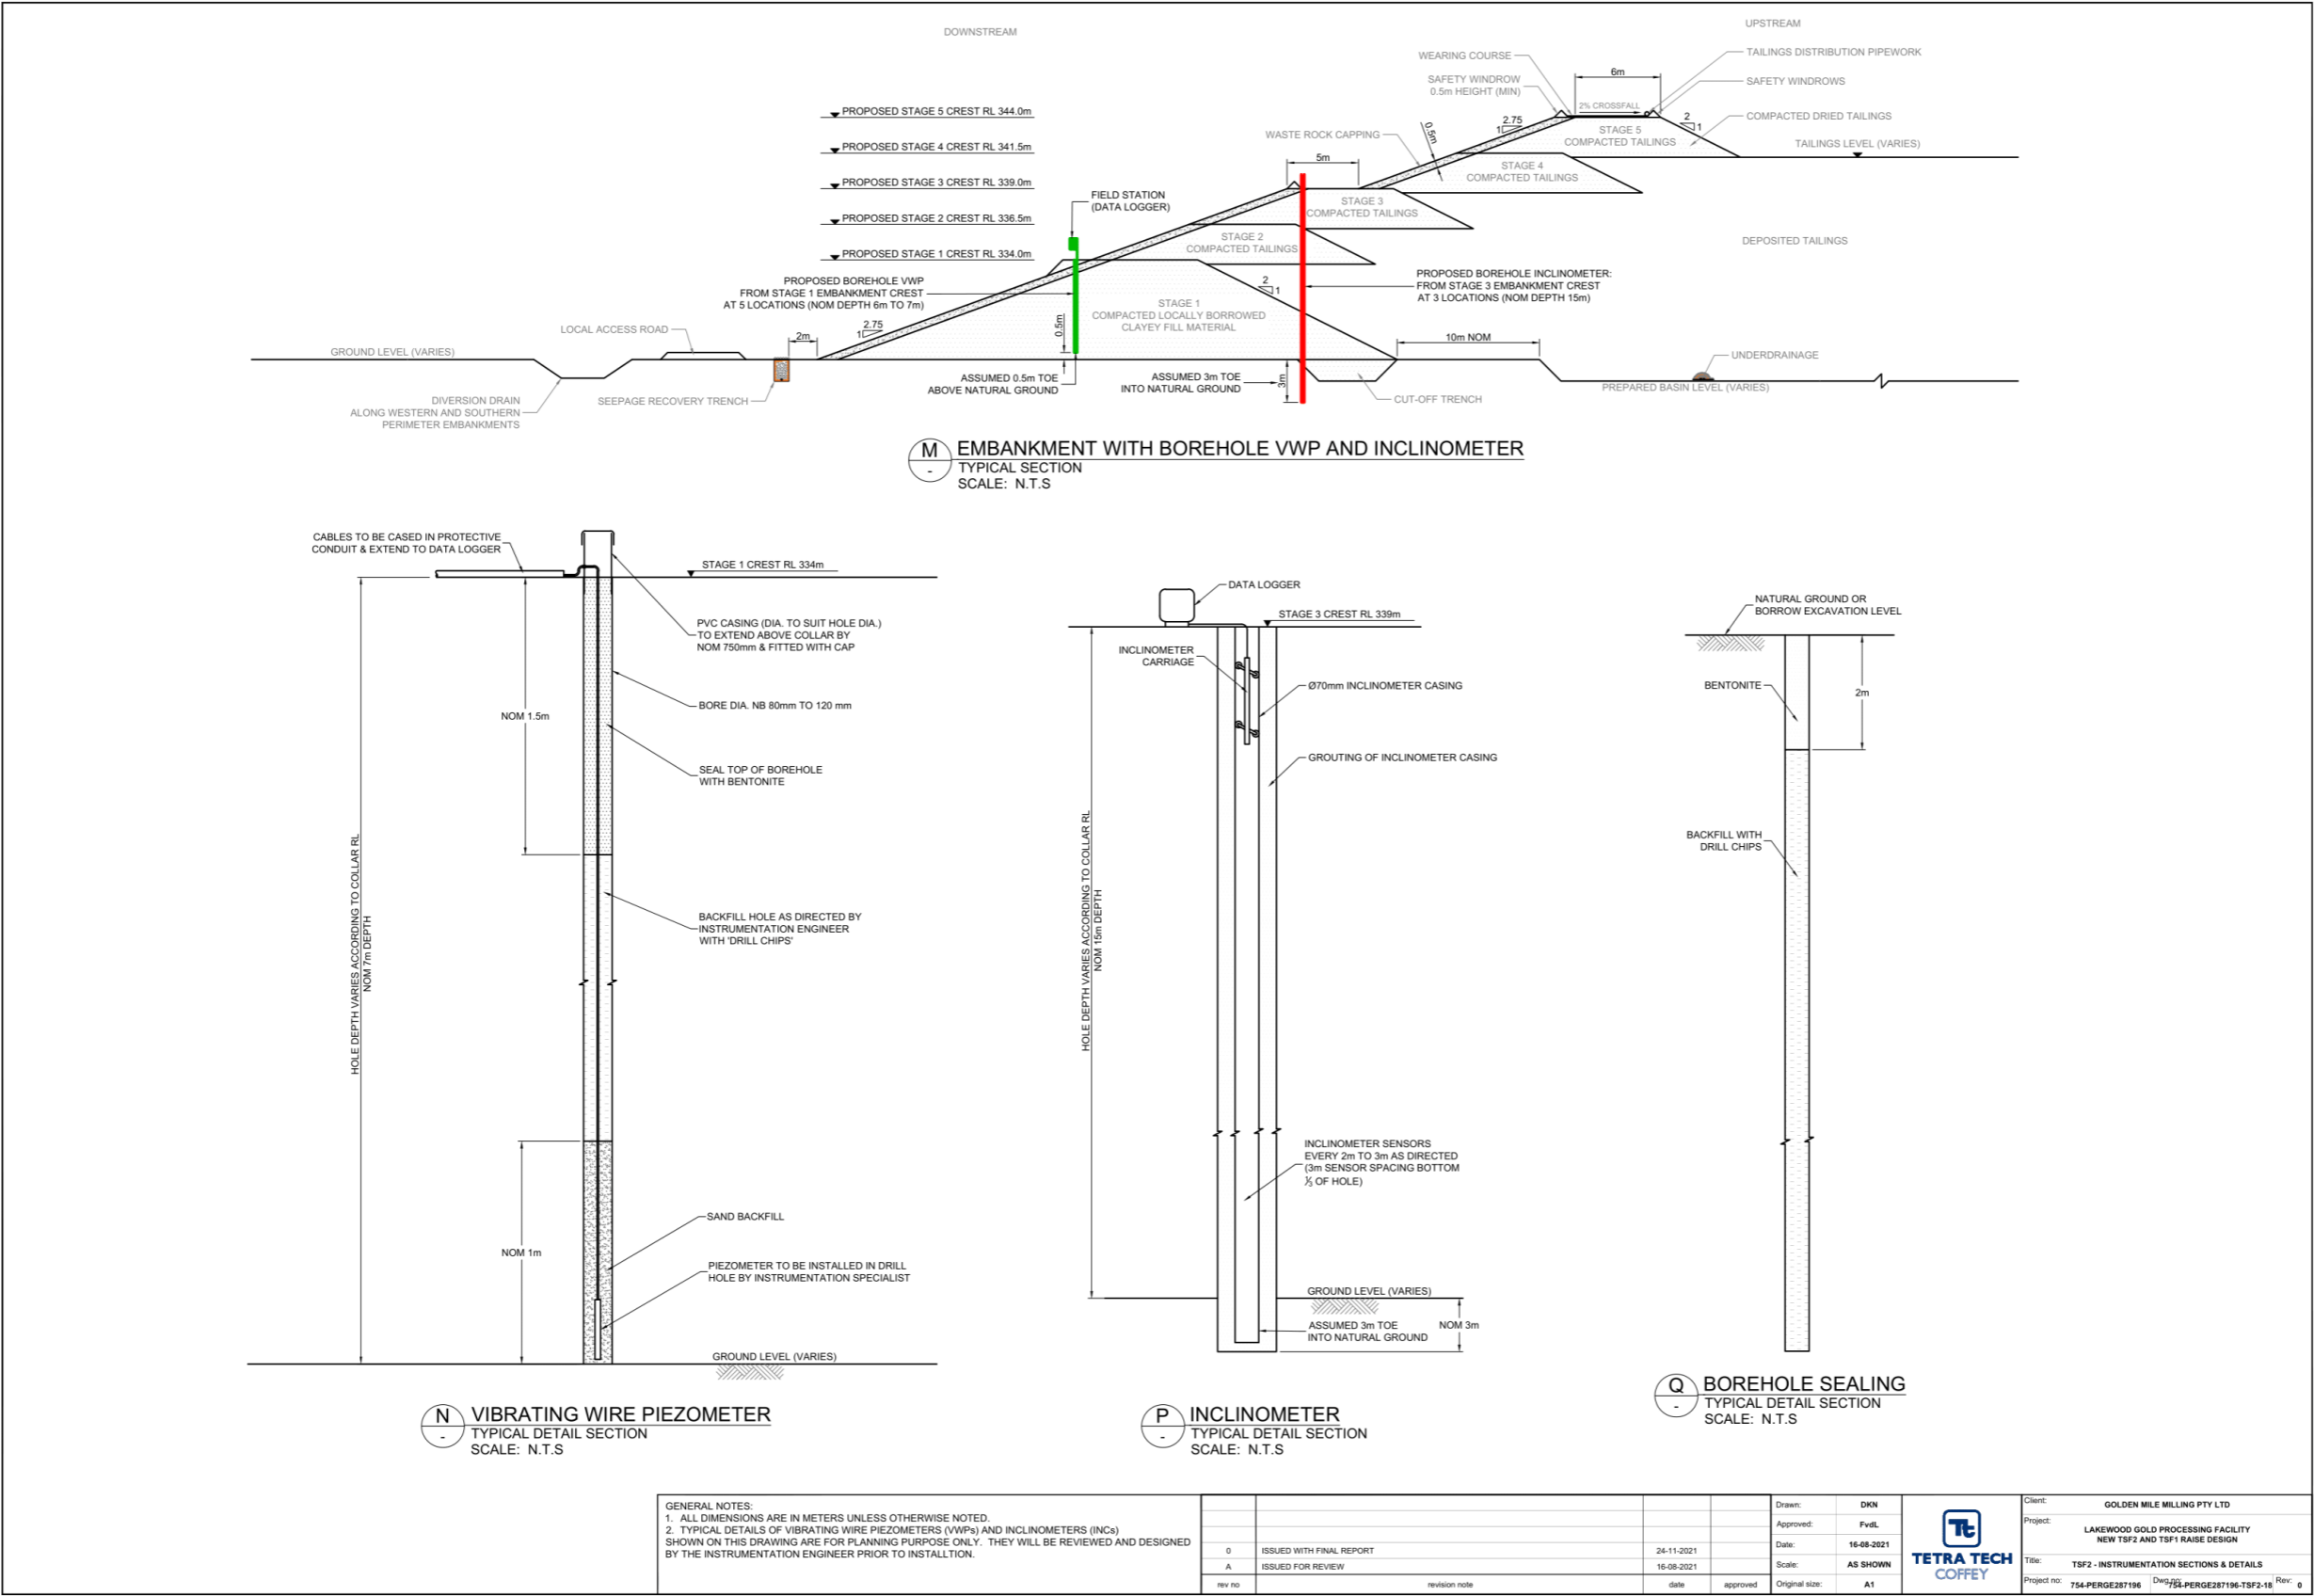 DOWNSTREAM
UPSTREAM
WEARING COURSE
SAFETY WINDROW
0.5m HEIGHT (MIN)
6m
2% CROSSFALL
TAILINGS DISTRIBUTION PIPEWORK
SAFETY WINDROWS
COMPACTED DRIED TAILINGS
TAILINGS LEVEL (VARIES)
2
1
PROPOSED STAGE 5 CREST RL 344.0m
PROPOSED STAGE 4 CREST RL 341.5m
PROPOSED STAGE 3 CREST RL 339.0m
PROPOSED STAGE 2 CREST RL 336.5m
PROPOSED STAGE 1 CREST RL 334.0m
WASTE ROCK CAPPING
0.5m
2.75
1
5m
STAGE 5
COMPACTED TAILINGS
STAGE 4
COMPACTED TAILINGS
STAGE 3
COMPACTED TAILINGS
STAGE 2
COMPACTED TAILINGS
FIELD STATION
(DATA LOGGER)
DEPOSITED TAILINGS
PROPOSED BOREHOLE VWP
FROM STAGE 1 EMBANKMENT CREST
AT 5 LOCATIONS (NOM DEPTH 6m TO 7m)
PROPOSED BOREHOLE INCLINOMETER:
FROM STAGE 3 EMBANKMENT CREST
AT 3 LOCATIONS (NOM DEPTH 15m)
2
1
STAGE 1
COMPACTED LOCALLY BORROWED
CLAYEY FILL MATERIAL
0.5m
LOCAL ACCESS ROAD
2m
2.75
1
10m NOM
GROUND LEVEL (VARIES)
UNDERDRAINAGE
ASSUMED 0.5m TOE
ABOVE NATURAL GROUND
ASSUMED 3m TOE
INTO NATURAL GROUND
3m
PREPARED BASIN LEVEL (VARIES)
CUT-OFF TRENCH
DIVERSION DRAIN
ALONG WESTERN AND SOUTHERN
PERIMETER EMBANKMENTS
SEEPAGE RECOVERY TRENCH
M
-
EMBANKMENT WITH BOREHOLE VWP AND INCLINOMETER
TYPICAL SECTION
SCALE: N.T.S
CABLES TO BE CASED IN PROTECTIVE
CONDUIT & EXTEND TO DATA LOGGER
STAGE 1 CREST RL 334m
PVC CASING (DIA. TO SUIT HOLE DIA.)
TO EXTEND ABOVE COLLAR BY
NOM 750mm & FITTED WITH CAP
BORE DIA. NB 80mm TO 120 mm
NOM 1.5m
SEAL TOP OF BOREHOLE
WITH BENTONITE
HOLE DEPTH VARIES ACCORDING TO COLLAR RL
NOM 7m DEPTH
BACKFILL HOLE AS DIRECTED BY
INSTRUMENTATION ENGINEER
WITH 'DRILL CHIPS'
SAND BACKFILL
NOM 1m
PIEZOMETER TO BE INSTALLED IN DRILL
HOLE BY INSTRUMENTATION SPECIALIST
GROUND LEVEL (VARIES)
N
-
VIBRATING WIRE PIEZOMETER
TYPICAL DETAIL SECTION
SCALE: N.T.S
DATA LOGGER
STAGE 3 CREST RL 339m
INCLINOMETER
CARRIAGE
Ø70mm INCLINOMETER CASING
GROUTING OF INCLINOMETER CASING
HOLE DEPTH VARIES ACCORDING TO COLLAR RL
NOM 15m DEPTH
INCLINOMETER SENSORS
EVERY 2m TO 3m AS DIRECTED
(3m SENSOR SPACING BOTTOM
⅓ OF HOLE)
GROUND LEVEL (VARIES)
ASSUMED 3m TOE
INTO NATURAL GROUND
NOM 3m
P
-
INCLINOMETER
TYPICAL DETAIL SECTION
SCALE: N.T.S
NATURAL GROUND OR
BORROW EXCAVATION LEVEL
BENTONITE
2m
BACKFILL WITH
DRILL CHIPS
Q
-
BOREHOLE SEALING
TYPICAL DETAIL SECTION
SCALE: N.T.S
GENERAL NOTES:
1. ALL DIMENSIONS ARE IN METERS UNLESS OTHERWISE NOTED.
2. TYPICAL DETAILS OF VIBRATING WIRE PIEZOMETERS (VWPs) AND INCLINOMETERS (INCs)
SHOWN ON THIS DRAWING ARE FOR PLANNING PURPOSE ONLY. THEY WILL BE REVIEWED AND DESIGNED
BY THE INSTRUMENTATION ENGINEER PRIOR TO INSTALLTION.
0 ISSUED WITH FINAL REPORT 24-11-2021
A ISSUED FOR REVIEW 16-08-2021
rev no revision note date approved
Drawn: DKN
Approved: FvdL
Date: 16-08-2021
Scale: AS SHOWN
Original size: A1
Tt
TETRA TECH
COFFEY
Client: GOLDEN MILE MILLING PTY LTD
Project: LAKEWOOD GOLD PROCESSING FACILITY
NEW TSF2 AND TSF1 RAISE DESIGN
Title: TSF2 - INSTRUMENTATION SECTIONS & DETAILS
Project no: 754-PERGE287196 Dwg no: 754-PERGE287196-TSF2-18 Rev: 0